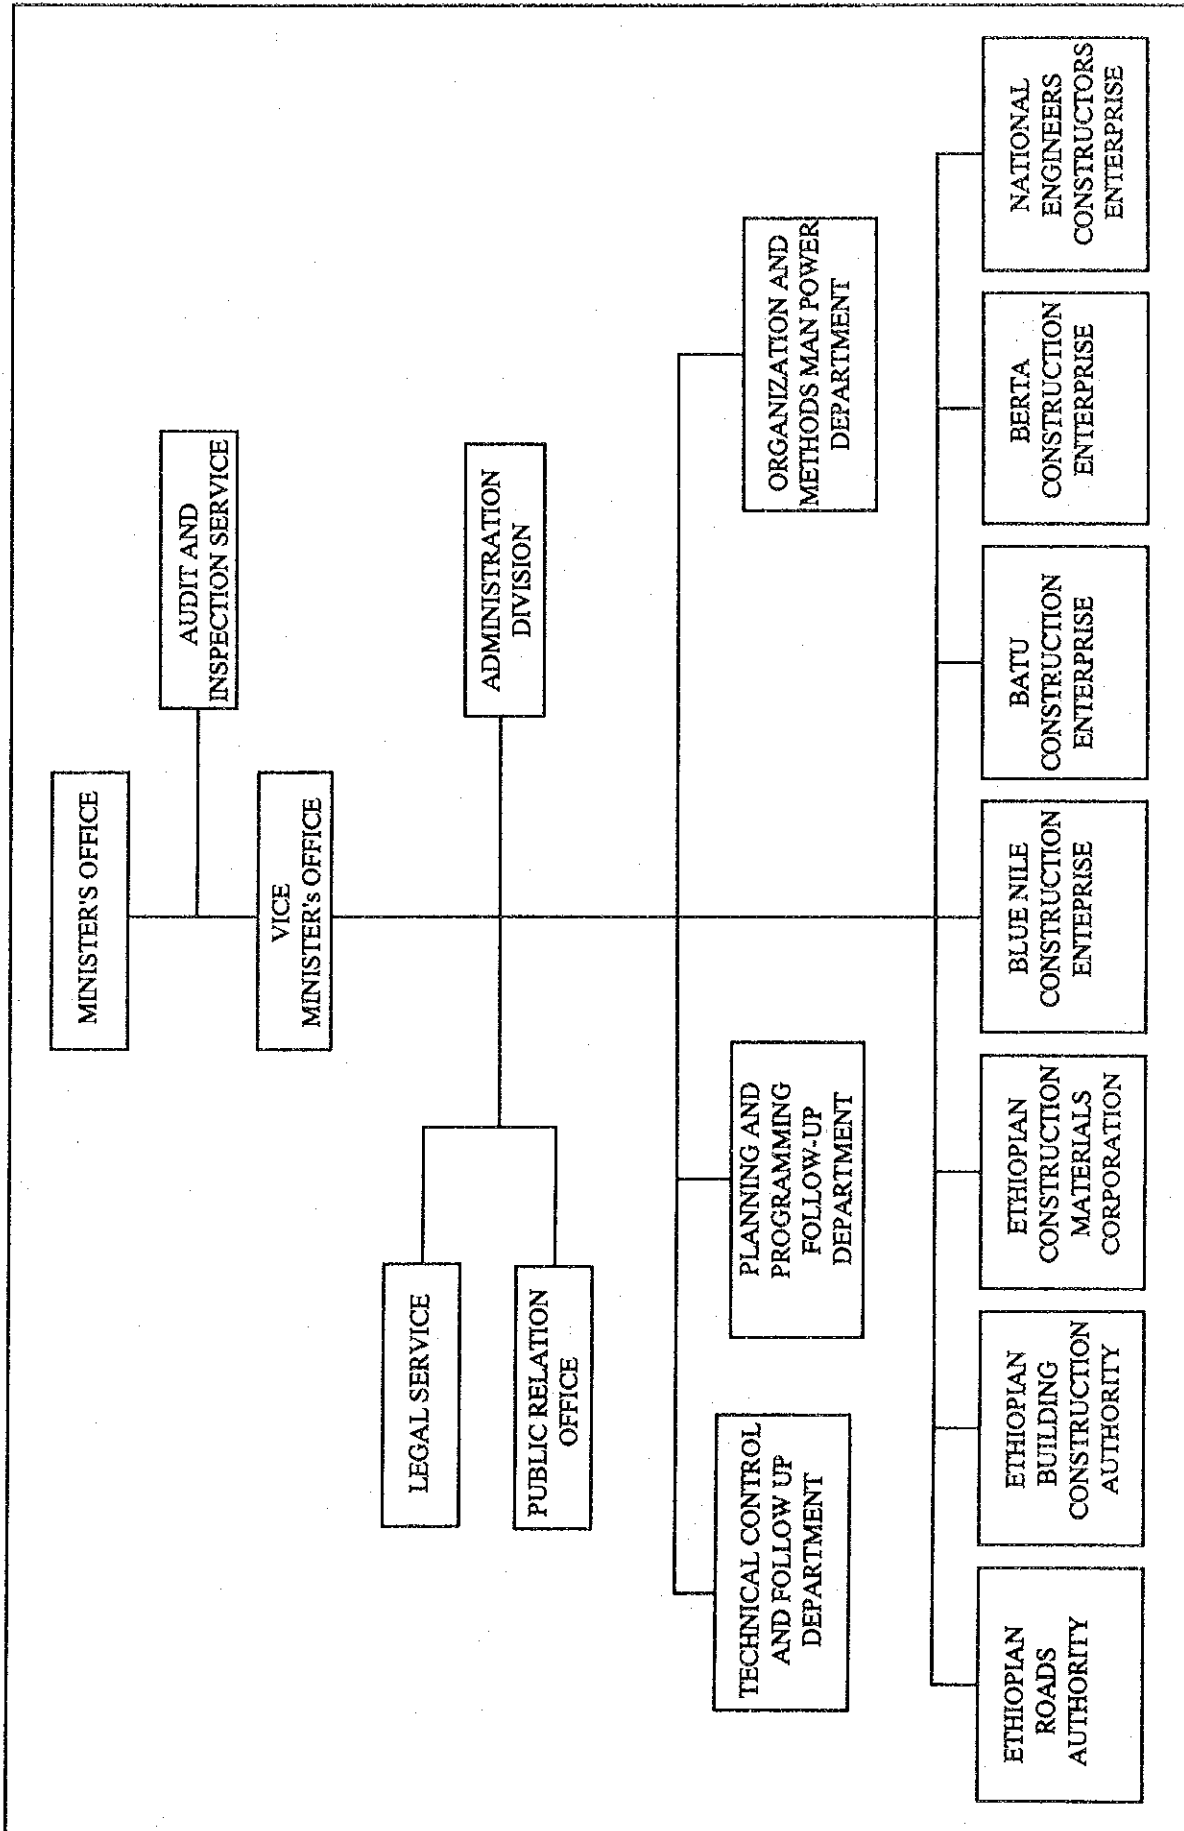 MINISTER'S OFFICE
AUDIT AND
INSPECTION SERVICE
VICE
MINISTER's OFFICE
LEGAL SERVICE
ADMINISTRATION
DIVISION
PUBLIC RELATION
OFFICE
TECHNICAL CONTROL
AND FOLLOW UP
DEPARTMENT
PLANNING AND
PROGRAMMING
FOLLOW-UP
DEPARTMENT
ORGANIZATION AND
METHODS MAN POWER
DEPARTMENT
ETHIOPIAN
ROADS
AUTHORITY
ETHIOPIAN
BUILDING
CONSTRUCTION
AUTHORITY
ETHIOPIAN
CONSTRUCTION
MATERIALS
CORPORATION
BLUE NILE
CONSTRUCTION
ENTEPRISE
BATU
CONSTRUCTION
ENTERPRISE
BERTA
CONSTRUCTION
ENTERPRISE
NATIONAL
ENGINEERS
CONSTRUCTORS
ENTERPRISE